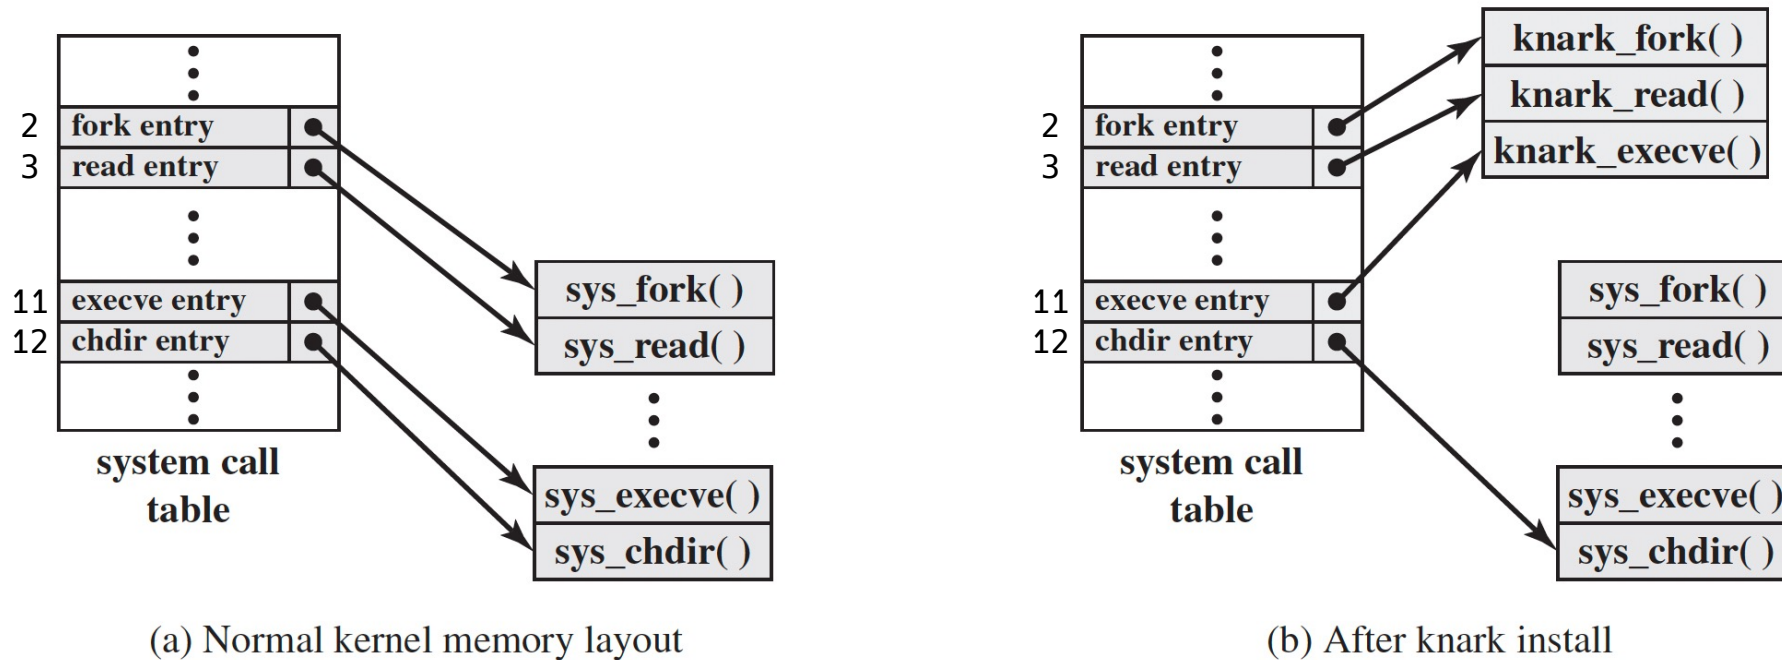 2 fork entry
3 read entry
11 execve entry
12 chdir entry
system call
table
sys_fork( )
sys_read( )
sys_execve( )
sys_chdir( )
(a) Normal kernel memory layout
2 fork entry
3 read entry
11 execve entry
12 chdir entry
system call
table
knark_fork( )
knark_read( )
knark_execve( )
sys_fork( )
sys_read( )
sys_execve( )
sys_chdir( )
(b) After knark install